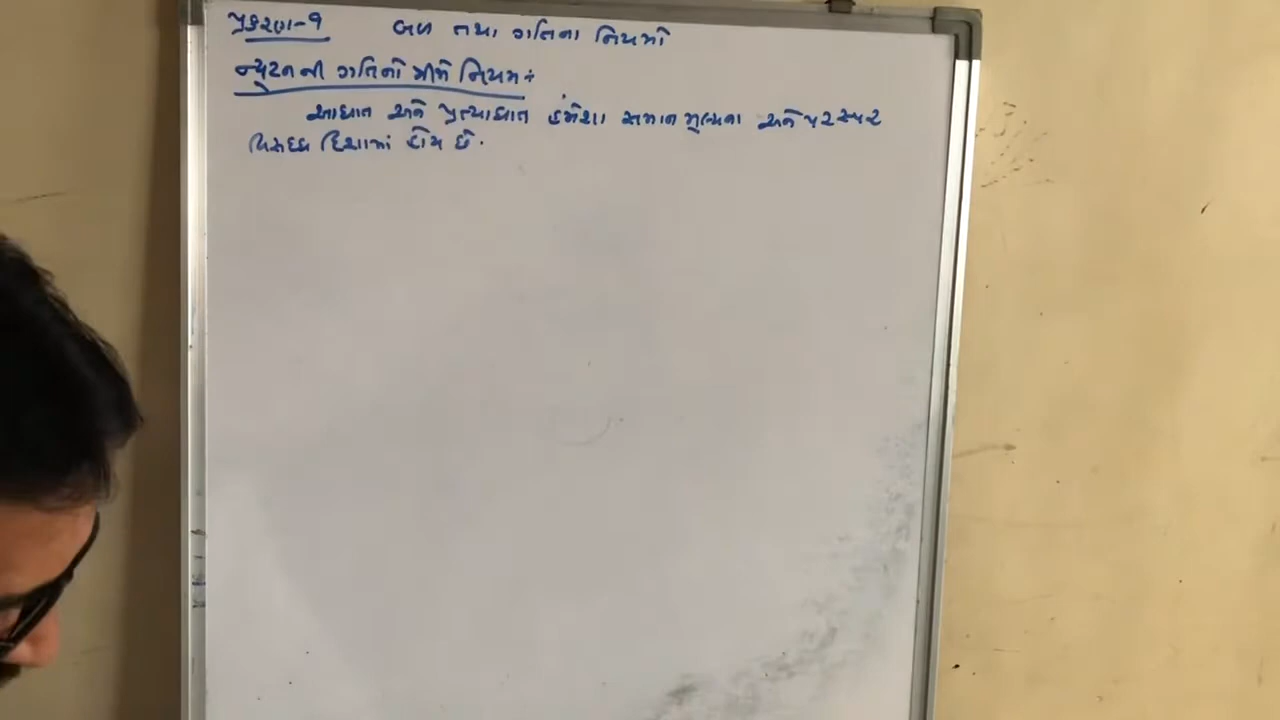 પ્રકરણ-૧ બળ તથા ગતિના નિયમો
ન્યુટનની ગતિનો ત્રીજો નિયમ:
આઘાત અને પ્રત્યાઘાત હંમેશા સમાન મુલ્યના અને પરસ્પર
વિરુધ્ધ દિશામાં હોય છે.